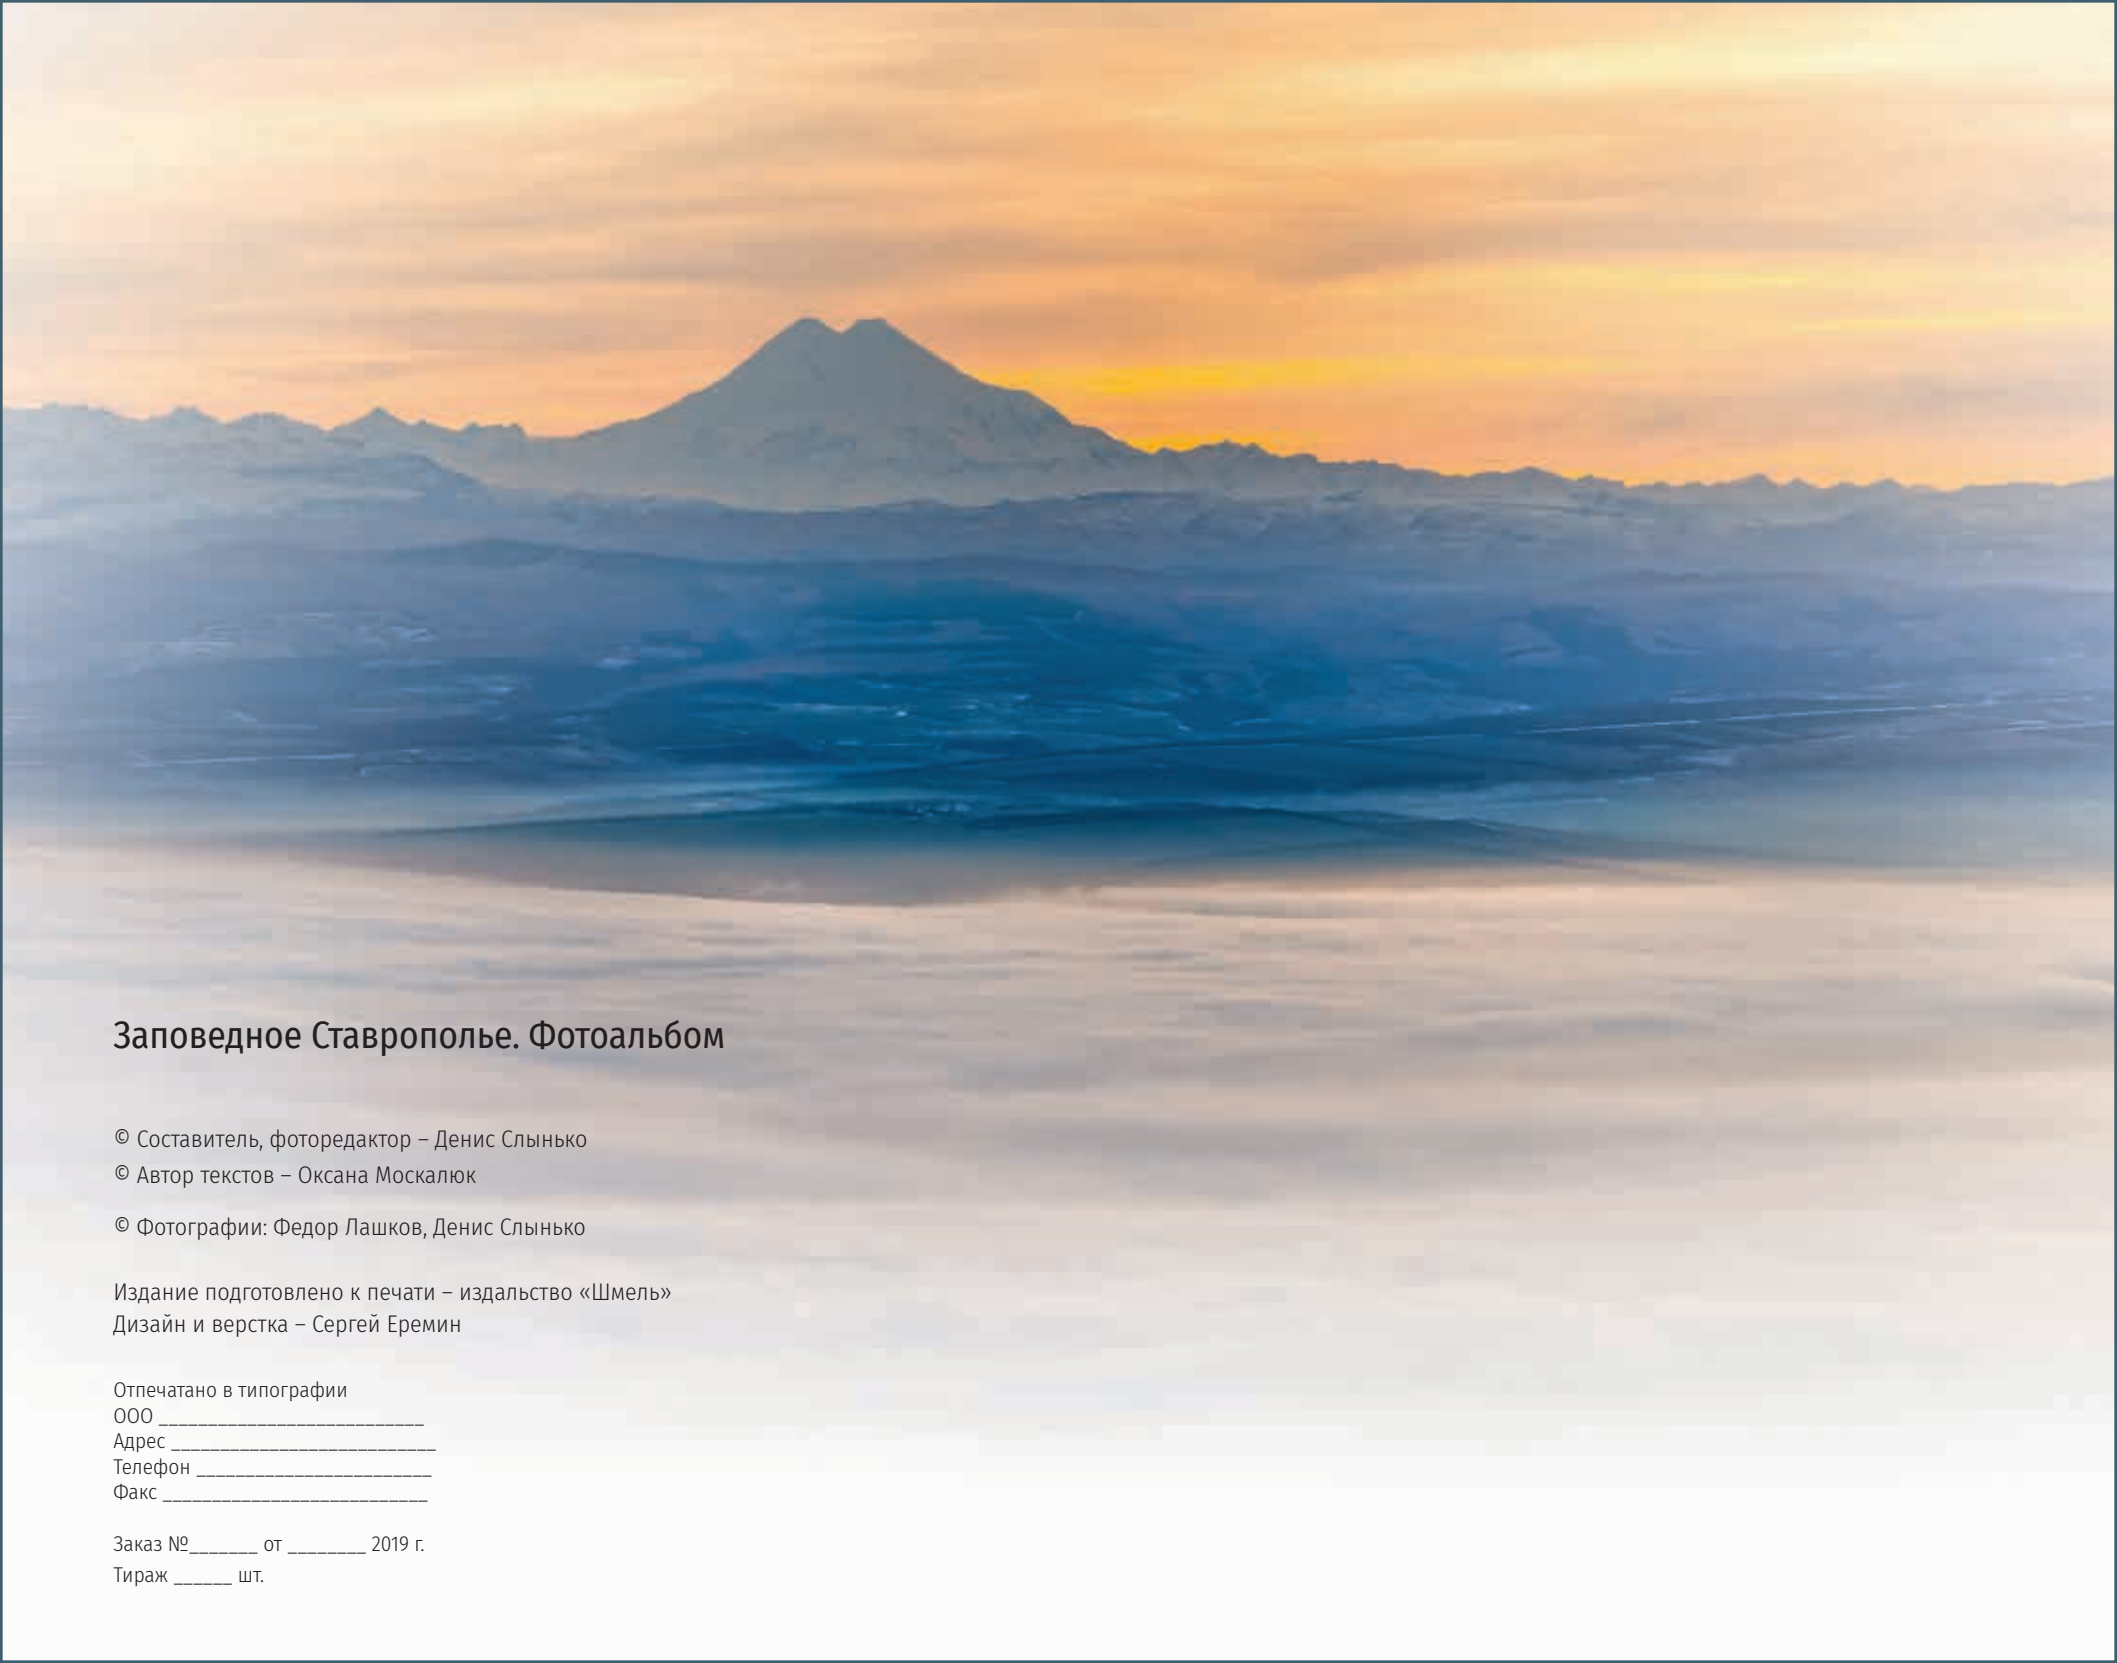 Заповедное Ставрополье. Фотоальбом
© Составитель, фоторедактор – Денис Слынько
© Автор текстов – Оксана Москалюк
© Фотографии: Федор Лашков, Денис Слынько
Издание подготовлено к печати – издальство «Шмель»
Дизайн и верстка – Сергей Еремин
Отпечатано в типографии
ООО ___________________________
Адрес ___________________________
Телефон ________________________
Факс ___________________________
Заказ №_______ от ________ 2019 г.
Тираж ______ шт.